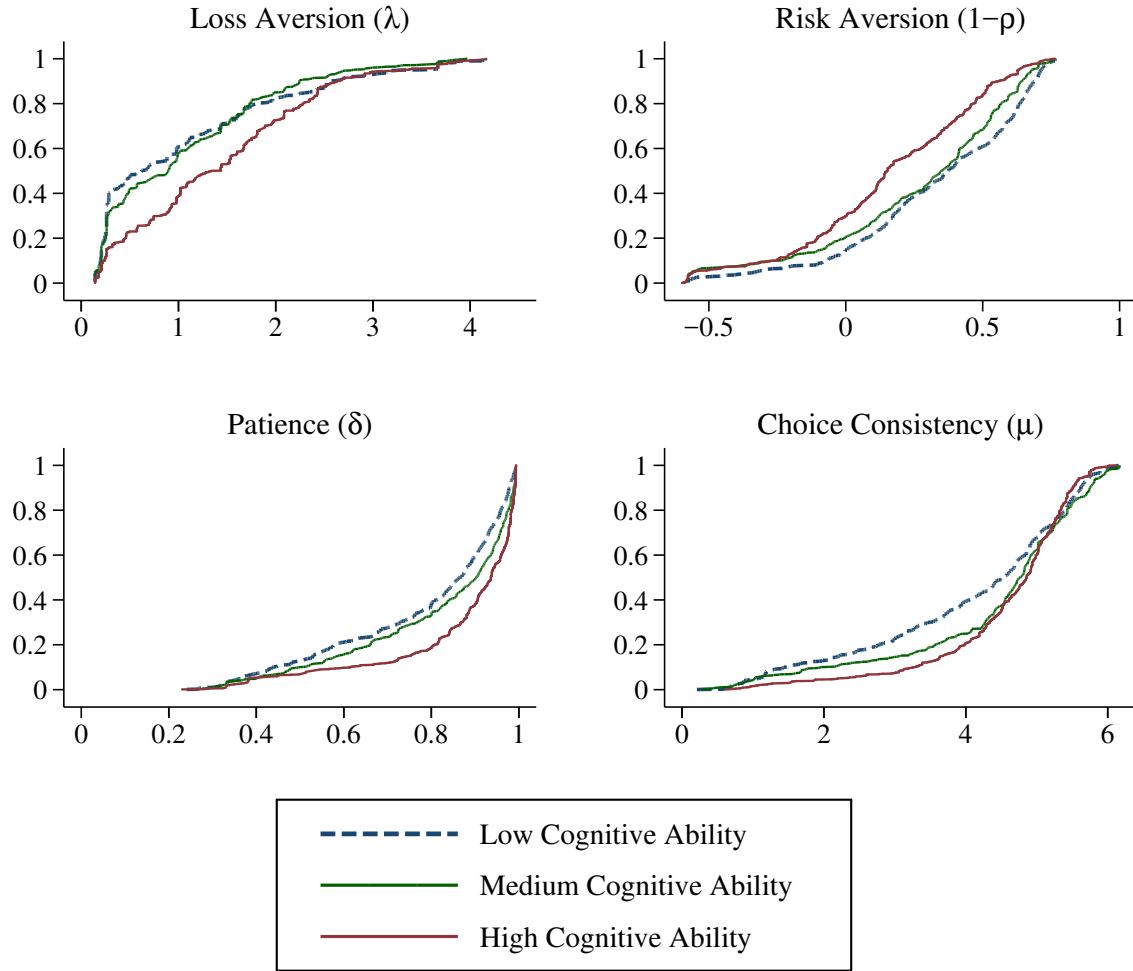 Loss Aversion (λ)
Risk Aversion (1−ρ)
1
0.8
0.6
0.4
0.2
0
0 1 2 3 4
1
0.8
0.6
0.4
0.2
0
−0.5 0 0.5 1
Patience (δ)
Choice Consistency (μ)
1
0.8
0.6
0.4
0.2
0
0 0.2 0.4 0.6 0.8 1
1
0.8
0.6
0.4
0.2
0
0 2 4 6
Low Cognitive Ability
Medium Cognitive Ability
High Cognitive Ability